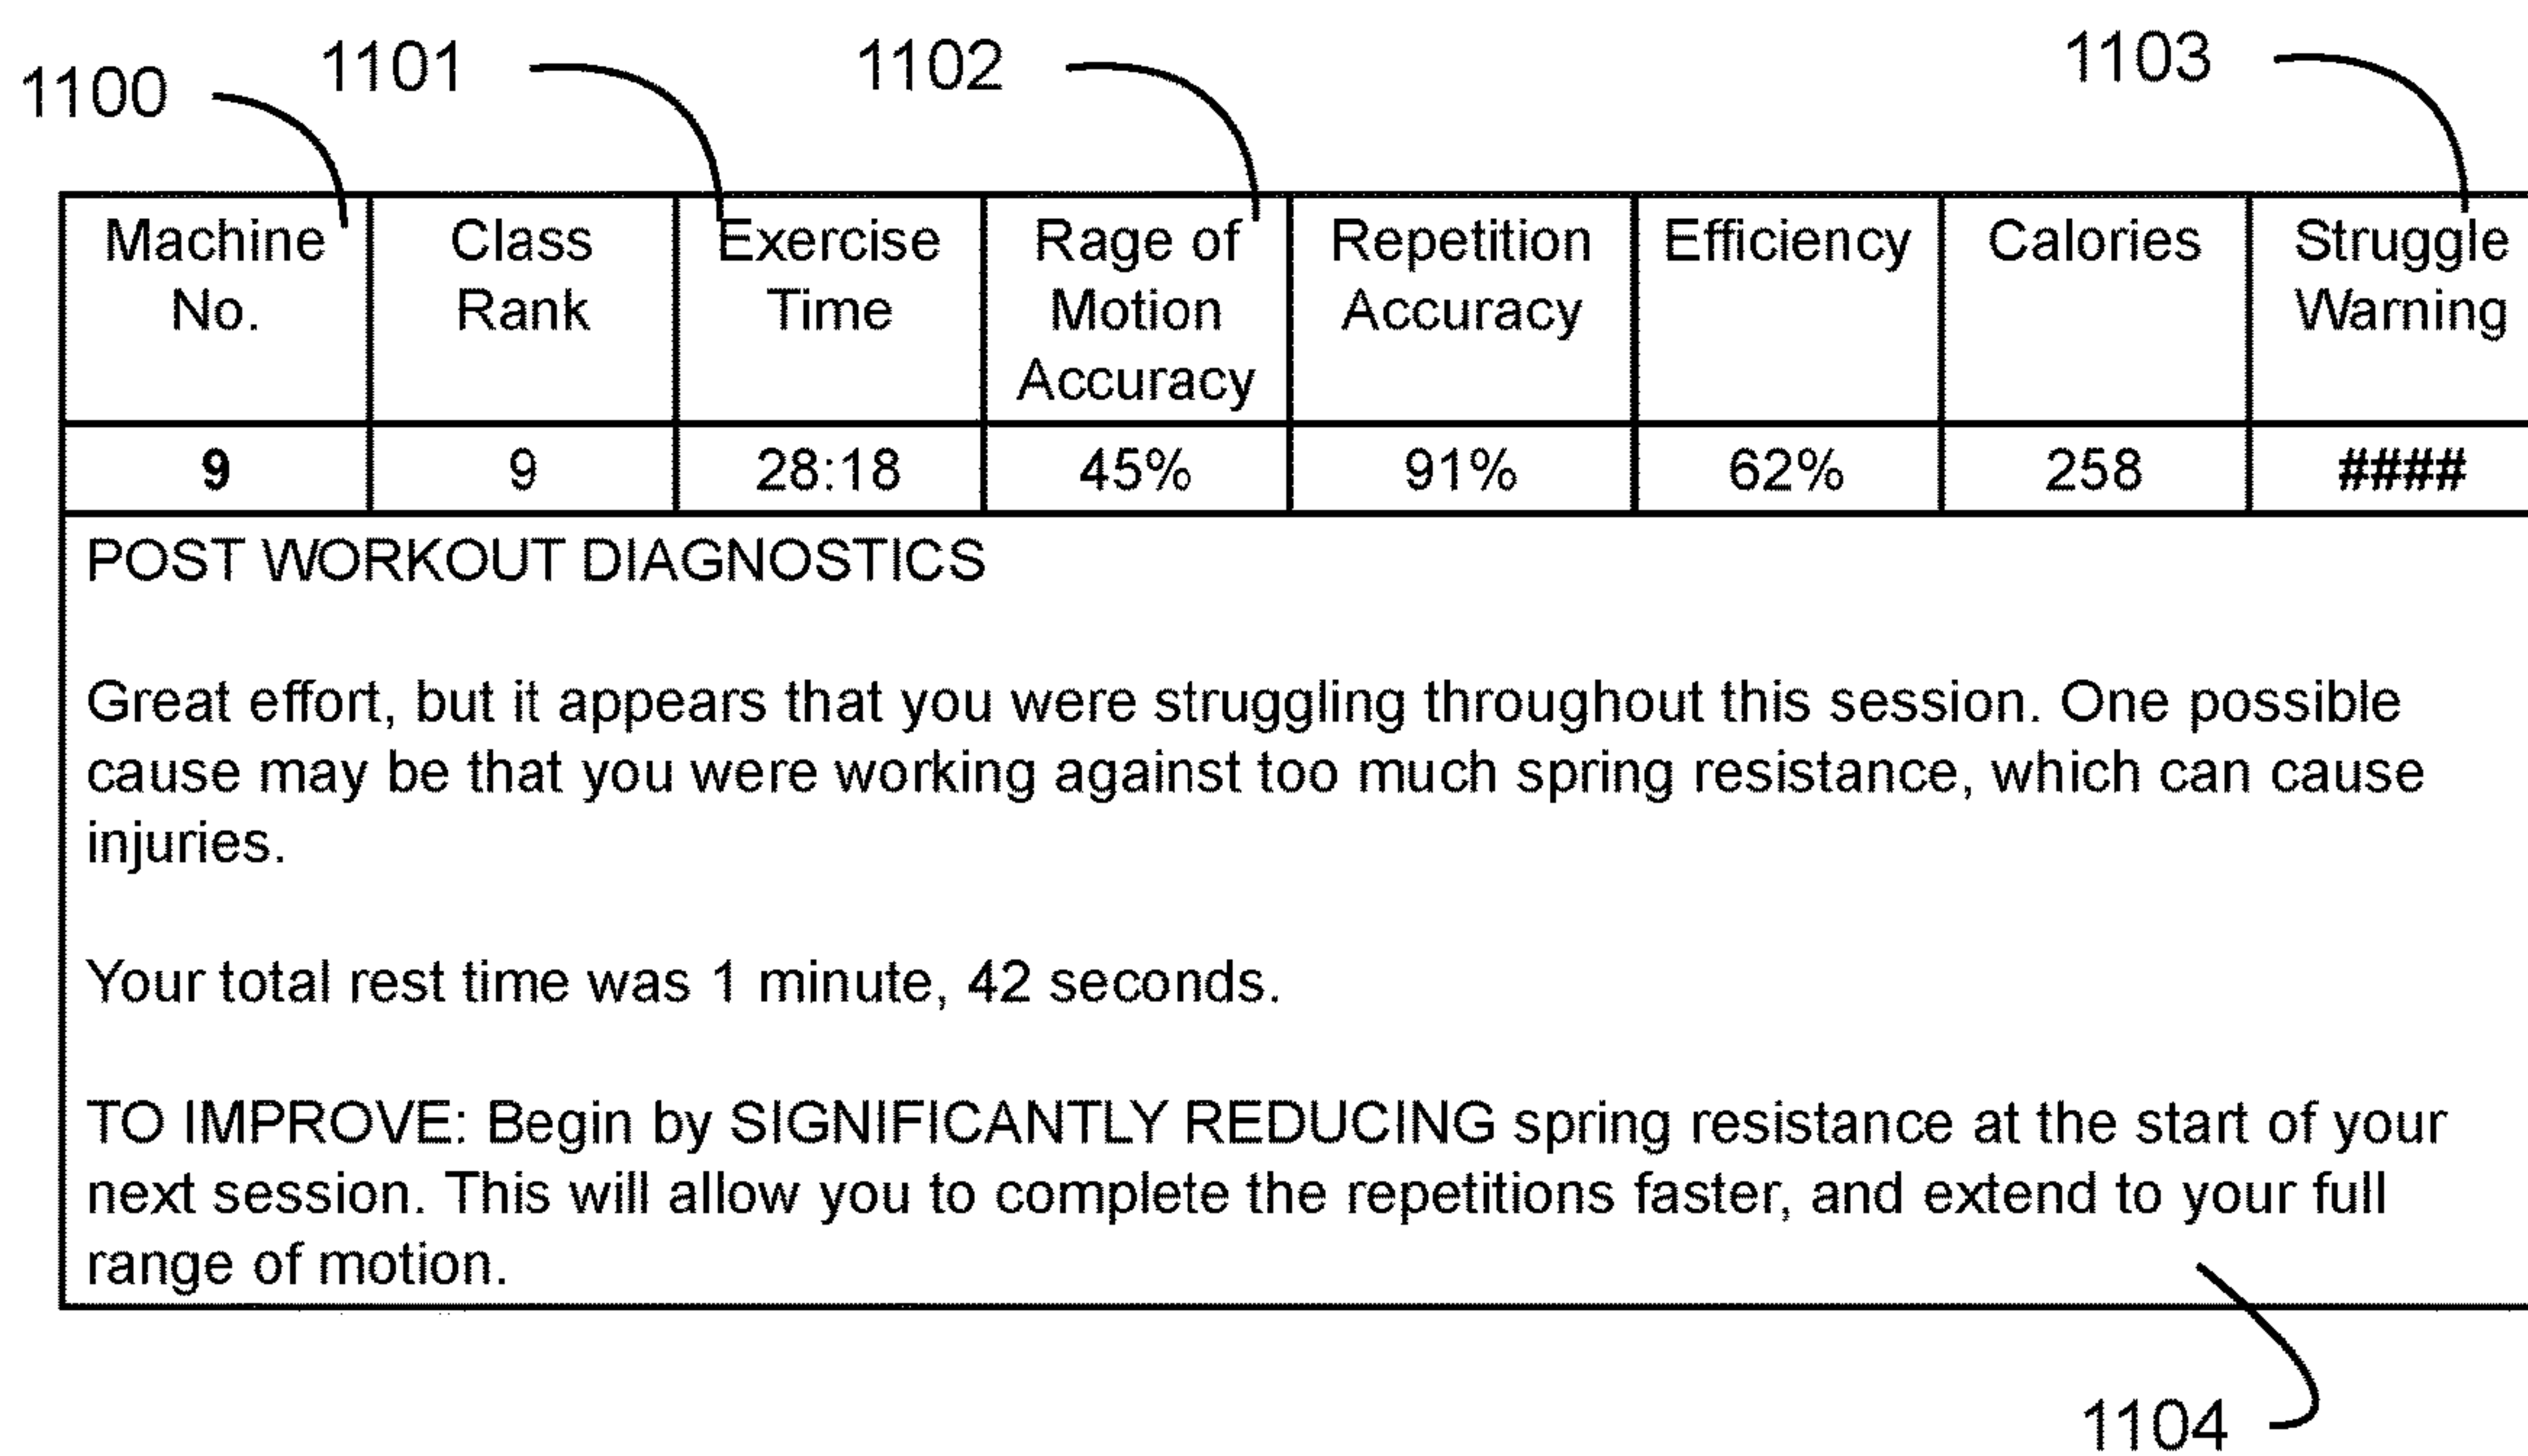 1100 1101 1102 1103
Machine No. Class Rank Exercise Time Rage of Motion Accuracy Repetition Accuracy Efficiency Calories Struggle Warning
9 9 28:18 45% 91% 62% 258 ####
POST WORKOUT DIAGNOSTICS
Great effort, but it appears that you were struggling throughout this session. One possible
cause may be that you were working against too much spring resistance, which can cause
injuries.
Your total rest time was 1 minute, 42 seconds.
TO IMPROVE: Begin by SIGNIFICANTLY REDUCING spring resistance at the start of your
next session. This will allow you to complete the repetitions faster, and extend to your full
range of motion.
1104